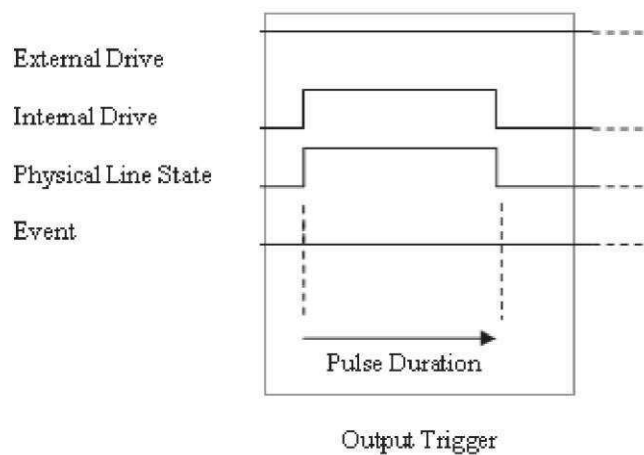 External Drive
Internal Drive
Physical Line State
Event
Pulse Duration
Output Trigger